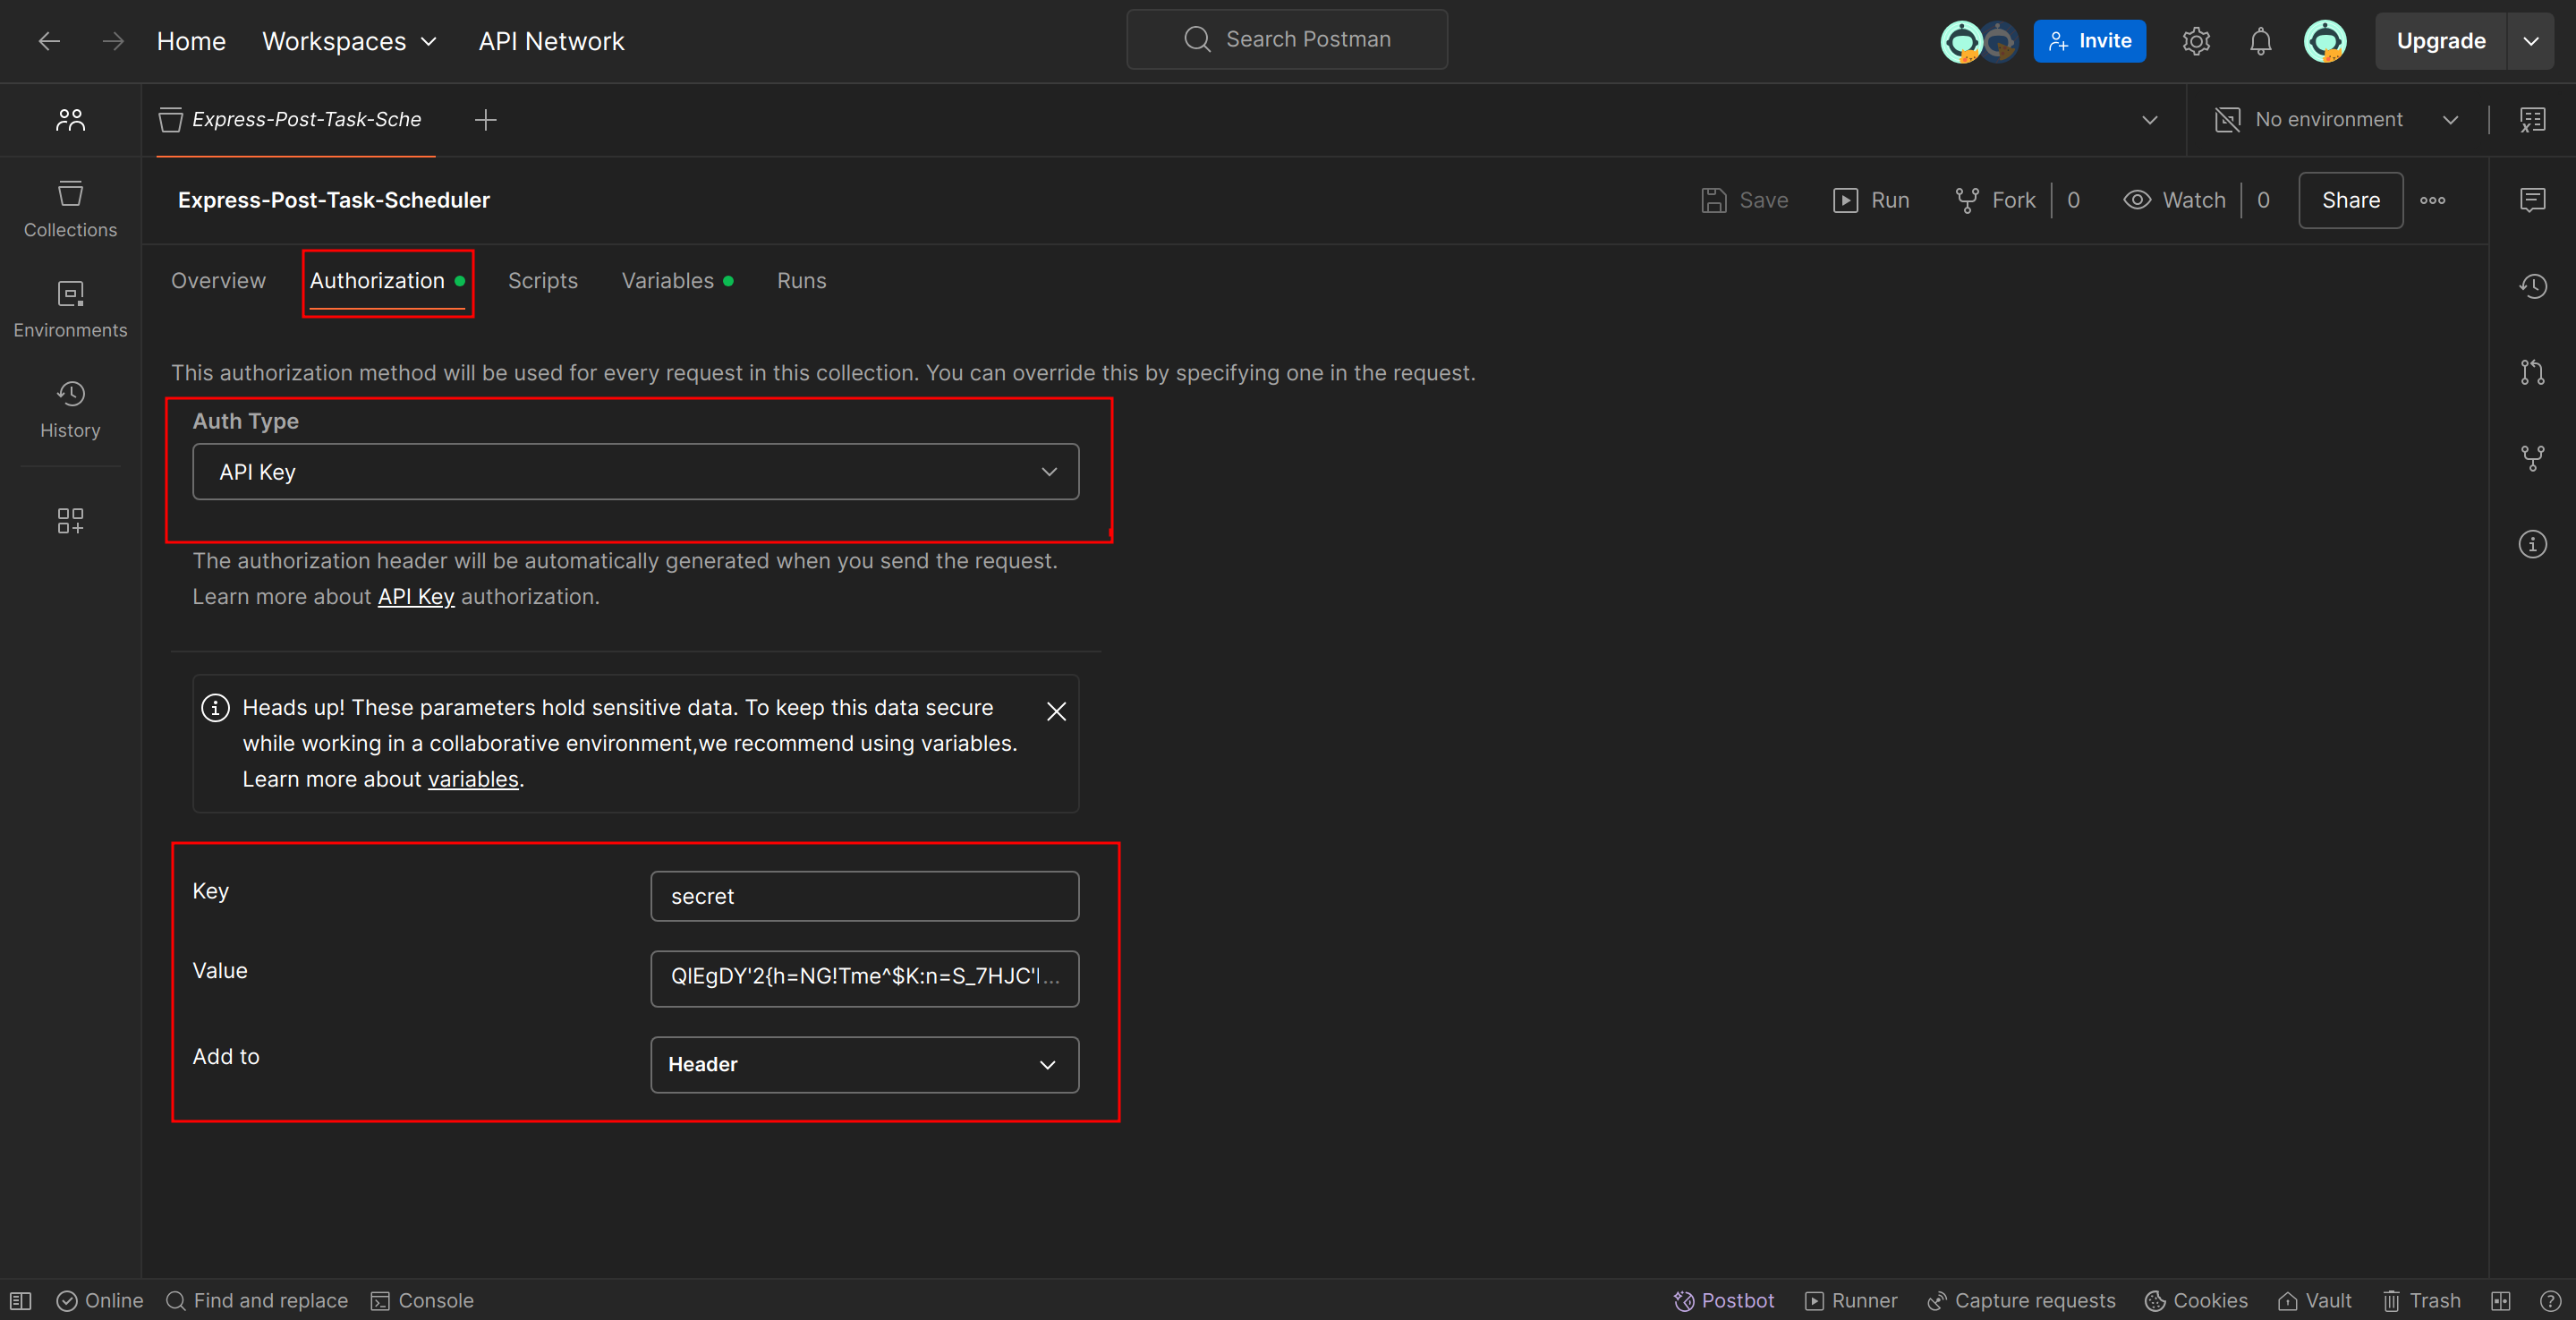 Home Workspaces API Network Search Postman Invite Upgrade
Express-Post-Task-Sche No environment
Express-Post-Task-Scheduler Save Run Fork 0 Watch 0 Share
Collections
Environments
History
Overview Authorization Scripts Variables Runs
This authorization method will be used for every request in this collection. You can override this by specifying one in the request.
Auth Type
API Key
The authorization header will be automatically generated when you send the request.
Learn more about API Key authorization.
Heads up! These parameters hold sensitive data. To keep this data secure
while working in a collaborative environment,we recommend using variables.
Learn more about variables.
Key secret
Value QIEgDY'2{h=NG!Tme^$K:n=S_7HJC'...
Add to Header
Online Find and replace Console Postbot Runner Capture requests Cookies Vault Trash